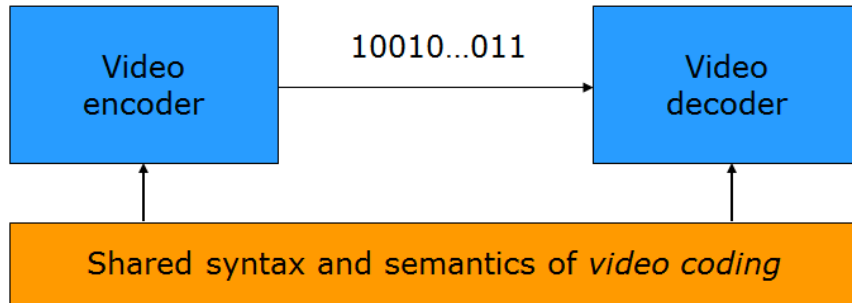 Video
encoder
10010…011
Video
decoder
Shared syntax and semantics of video coding